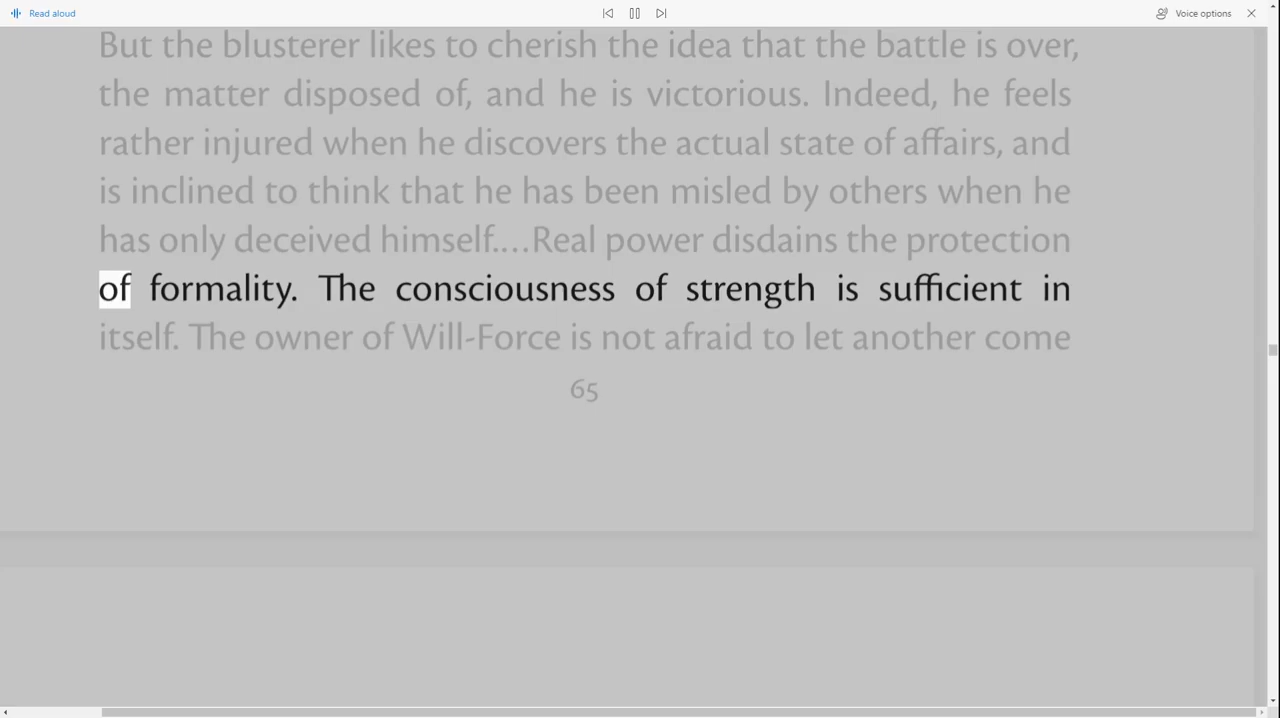 Read aloud
Voice options
But the blusterer likes to cherish the idea that the battle is over,
the matter disposed of, and he is victorious. Indeed, he feels
rather injured when he discovers the actual state of affairs, and
is inclined to think that he has been misled by others when he
has only deceived himself....Real power disdains the protection
of formality. The consciousness of strength is sufficient in
itself. The owner of Will-Force is not afraid to let another come
65